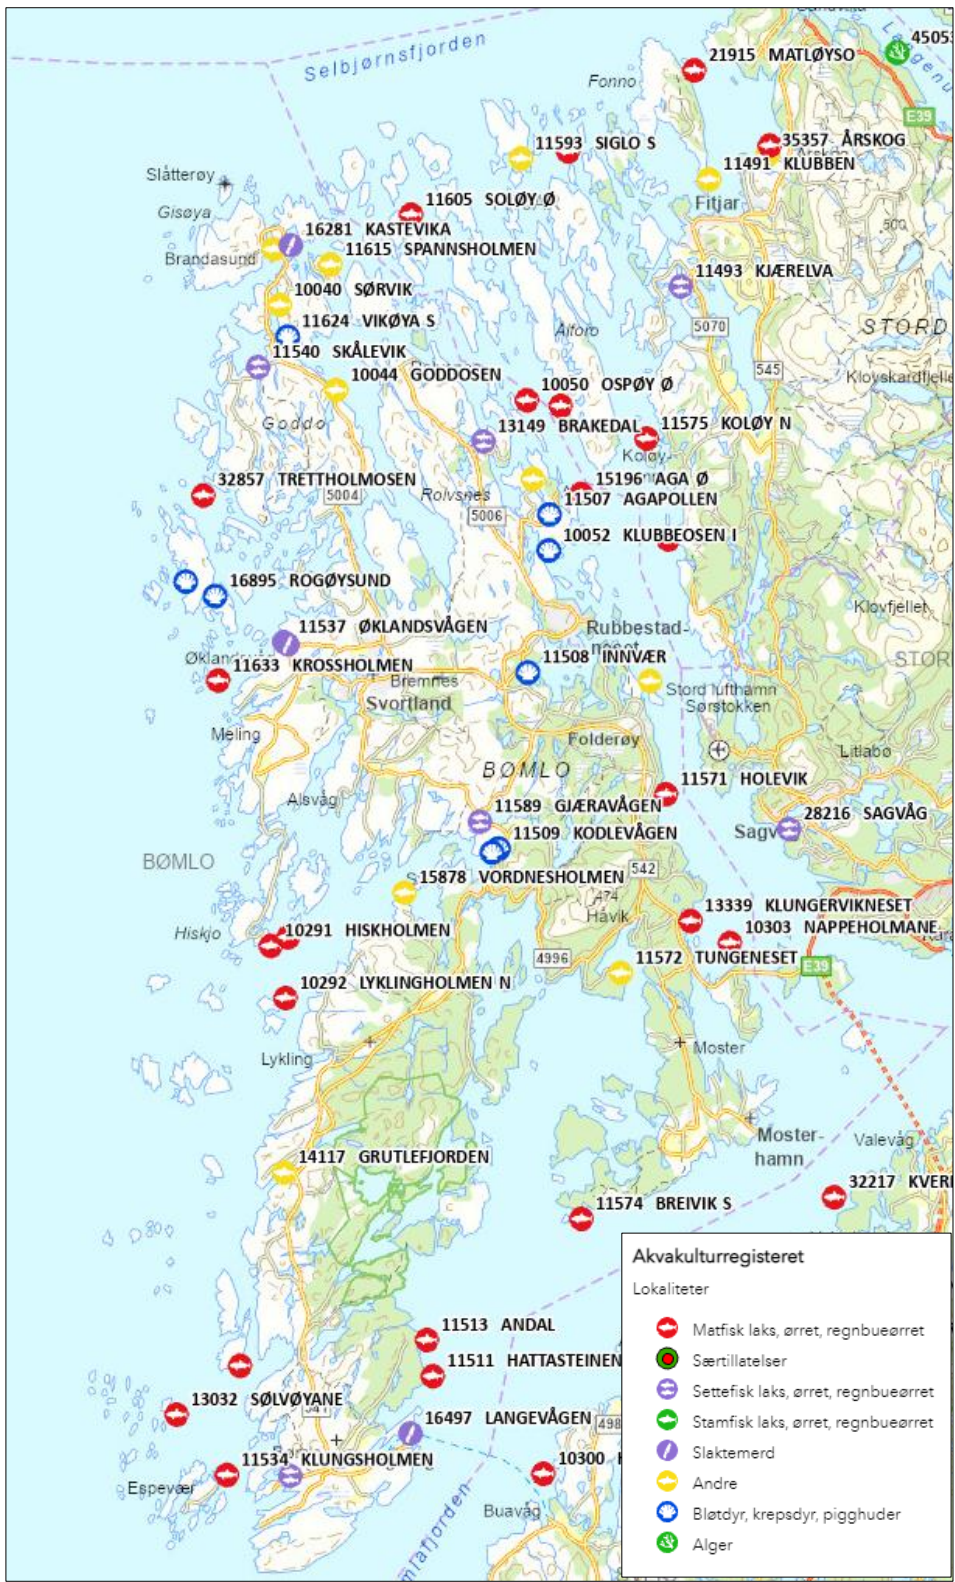 Selbjørnsfjorden
45053
21915 MATLØYSO
Fonno
E39
35357 ÅRSKOG
11593 SIGLO S
11491 KLUBBEN
Slåtterøy
Fitjar
11605 SOLØY Ø
Gisøya
500
16281 KASTEVIKA
11615 SPANNSHOLMEN
Brandasund
11493 KJÆRELVA
10040 SØRVIK
11624 VIKØYA S
Alforo
5070
STORD
11540 SKÅLEVIK
545
10044 GODDOSEN
Kloyskardfjelle
10050 OSPØY Ø
Goddo
13149 BRAKEDAL
11575 KOLØY N
Koløy
32857 TRETTHOLMOSEN
15196 AGA Ø
5004
Rolvsnes
11507 AGAPOLLEN
5006
10052 KLUBBEOSEN I
16895 ROGØYSUND
Klovfjellet
11537 ØKLANDSVÅGEN
Rubbestad-
11508 INNVÆR
11633 KROSSHOLMEN
Bremnes
Stord lufthamn
Sørstokken
Svortland
Meling
Folderøy
Litlabø
BØMLO
11571 HOLEVIK
Alsvåg
11589 GJÆRAVÅGEN
28216 SAGVÅG
11509 KODLEVÅGEN
Sagv
BØMLO
542
15878 VORDNESHOLMEN
474
13339 KLUNGERVIKNESET
Håvik
Hiskjo
10291 HISKHOLMEN
10303 NAPPEHOLMANE
4996
11572 TUNGENESET
E39
10292 LYKLINGHOLMEN N
Lykling
Moster
Moster-
hamn
Valevåg
14117 GRUTLEFJORDEN
32217 KVERI
11574 BREIVIK S
11513 ANDAL
11511 HATTASTEINEN
13032 SØLVØYANE
541
16497 LANGEVÅGEN
498
11534 KLUNGSHOLMEN
10300
Espevær
Buavåg
Akvakulturregisteret
Lokaliteter
Matfisk laks, ørret, regnbueørret
Særtillatelser
Settefisk laks, ørret, regnbueørret
Stamfisk laks, ørret, regnbueørret
Slaktemerd
Andre
Bløtdyr, krepsdyr, pigghuder
Alger